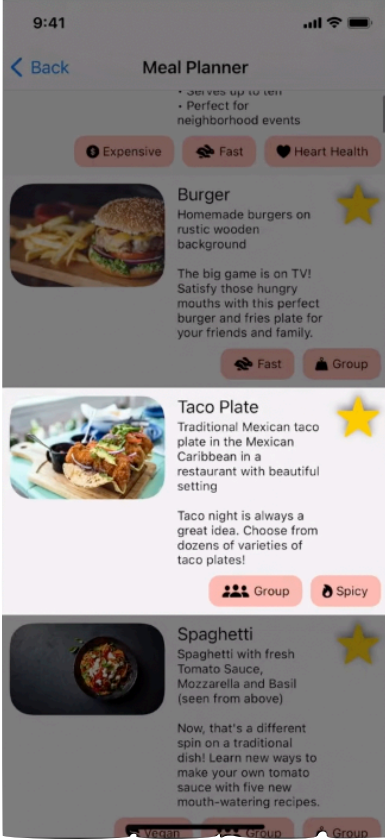 9:41
Back
Meal Planner
• Serves up to ten
• Perfect for
neighborhood events
Expensive
Fast
Heart Health
Burger
Homemade burgers on
rustic wooden
background
The big game is on TV!
Satisfy those hungry
mouths with this perfect
burger and fries plate for
your friends and family.
Fast
Group
Taco Plate
Traditional Mexican taco
plate in the Mexican
Caribbean in a
restaurant with beautiful
setting
Taco night is always a
great idea. Choose from
dozens of varieties of
taco plates!
Group
Spicy
Spaghetti
Spaghetti with fresh
Tomato Sauce,
Mozzarella and Basil
(seen from above)
Now, that's a different
spin on a traditional
dish! Learn new ways to
make your own tomato
sauce with five new
mouth-watering recipes.
Vegan
Group
Group